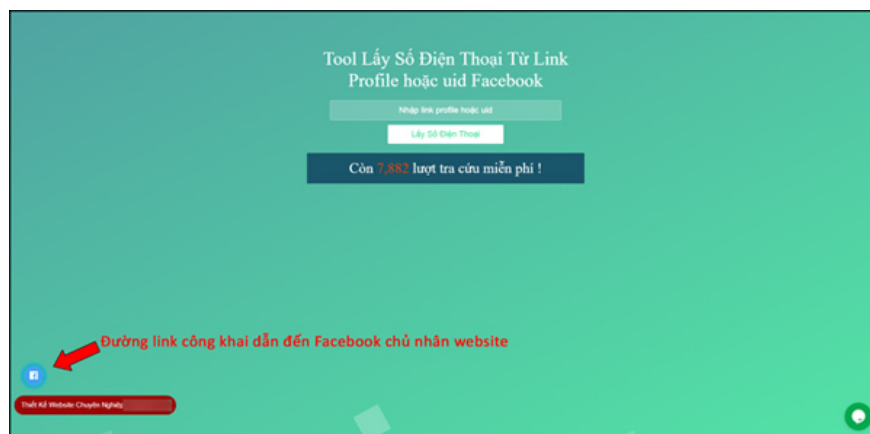 Tool Lấy Số Điện Thoại Từ Link
Profile hoặc uid Facebook
Nhập link profile hoặc uid
Lấy Số Điện Thoại
Còn 7,882 lượt tra cứu miễn phí !
Đường link công khai dẫn đến Facebook chủ nhân website
Thiết Kế Website Chuyên Nghiệp